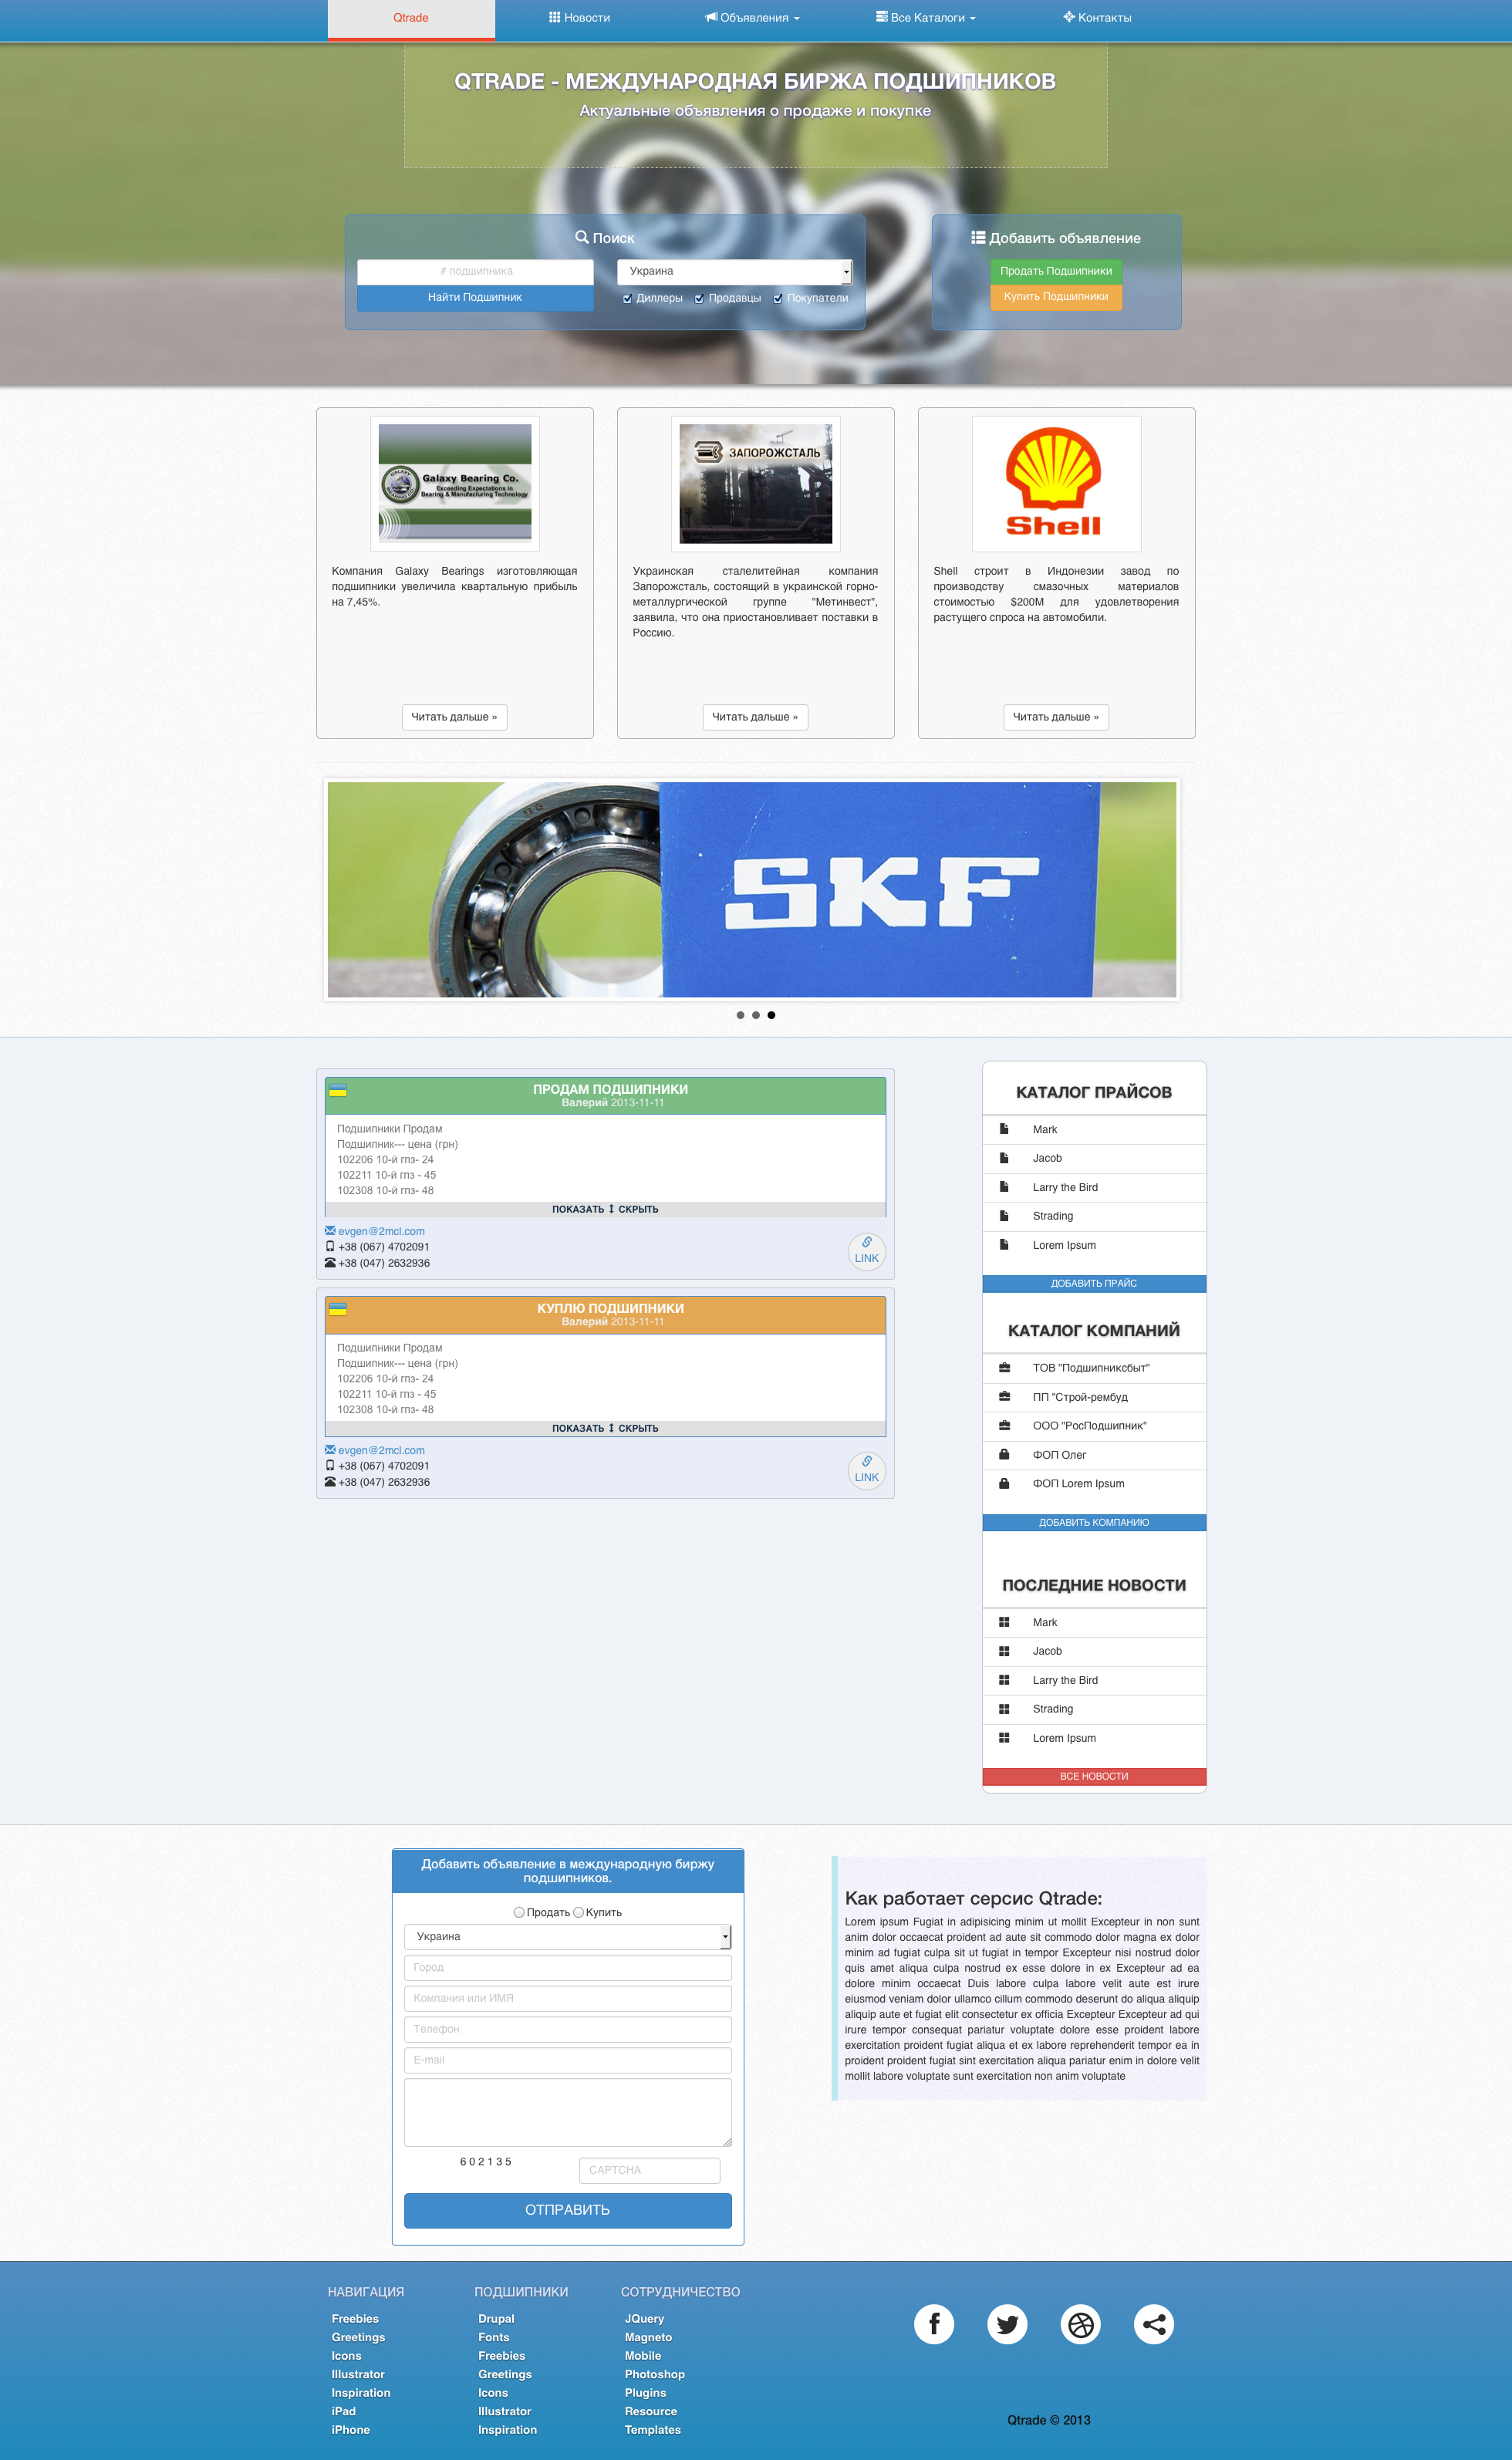 Qtrade
Новости
Объявления
Все Каталоги
Контакты
QTRADE - МЕЖДУНАРОДНАЯ БИРЖА ПОДШИПНИКОВ
Актуальные объявления о продаже и покупке
Поиск
# подшипника
Найти Подшипник
Украина
Диллеры Продавцы Покупатели
Добавить объявление
Продать Подшипники
Купить Подшипники
Galaxy Bearing Co.
Exceeding Expectations in
Bearing & Manufacturing Technology
Компания Galaxy Bearings изготовляющая
подшипники увеличила квартальную прибыль
на 7,45%.
Читать дальше »
ЗАПОРОЖСТАЛЬ
Украинская сталелитейная компания
Запорожсталь, состоящий в украинской горно-
металлургической группе "Метинвест",
заявила, что она приостановливает поставки в
Россию.
Читать дальше »
Shell
Shell строит в Индонезии завод по
производству смазочных материалов
стоимостью $200M для удовлетворения
растущего спроса на автомобили.
Читать дальше »
SKF
ПРОДАМ ПОДШИПНИКИ
Валерий 2013-11-11
Подшипники Продам
Подшипник--- цена (грн)
102206 10-й гпз- 24
102211 10-й гпз - 45
102308 10-й гпз- 48
ПОКАЗАТЬ СКРЫТЬ
evgen@2mcl.com
+38 (067) 4702091
+38 (047) 2632936
LINK
КУПЛЮ ПОДШИПНИКИ
Валерий 2013-11-11
Подшипники Продам
Подшипник--- цена (грн)
102206 10-й гпз- 24
102211 10-й гпз - 45
102308 10-й гпз- 48
ПОКАЗАТЬ СКРЫТЬ
evgen@2mcl.com
+38 (067) 4702091
+38 (047) 2632936
LINK
КАТАЛОГ ПРАЙСОВ
Mark
Jacob
Larry the Bird
Strading
Lorem Ipsum
ДОБАВИТЬ ПРАЙС
КАТАЛОГ КОМПАНИЙ
ТОВ "Подшипниксбыт"
ПП "Строй-рембуд
ООО "РосПодшипник"
ФОП Олег
ФОП Lorem Ipsum
ДОБАВИТЬ КОМПАНИЮ
ПОСЛЕДНИЕ НОВОСТИ
Mark
Jacob
Larry the Bird
Strading
Lorem Ipsum
ВСЕ НОВОСТИ
Добавить объявление в международную биржу
подшипников.
Продать Купить
Украина
Город
Компания или ИМЯ
Телефон
E-mail
6 0 2 1 3 5
CAPTCHA
ОТПРАВИТЬ
Как работает серсис Qtrade:
Lorem ipsum Fugiat in adipisicing minim ut mollit Excepteur in non sunt
anim dolor occaecat proident ad aute sit commodo dolor magna ex dolor
minim ad fugiat culpa sit ut fugiat in tempor Excepteur nisi nostrud dolor
quis amet aliqua culpa nostrud ex esse dolore in ex Excepteur ad ea
dolore minim occaecat Duis labore culpa labore velit aute est irure
eiusmod veniam dolor ullamco cillum commodo deserunt do aliqua aliquip
aliquip aute et fugiat elit consectetur ex officia Excepteur Excepteur ad qui
irure tempor consequat pariatur voluptate dolore esse proident labore
exercitation proident fugiat aliqua et ex labore reprehenderit tempor ea in
proident proident fugiat sint exercitation aliqua pariatur enim in dolore velit
mollit labore voluptate sunt exercitation non anim voluptate
НАВИГАЦИЯ
Freebies
Greetings
Icons
Illustrator
Inspiration
iPad
iPhone
ПОДШИПНИКИ
Drupal
Fonts
Freebies
Greetings
Icons
Illustrator
Inspiration
СОТРУДНИЧЕСТВО
JQuery
Magneto
Mobile
Photoshop
Plugins
Resource
Templates
Qtrade © 2013